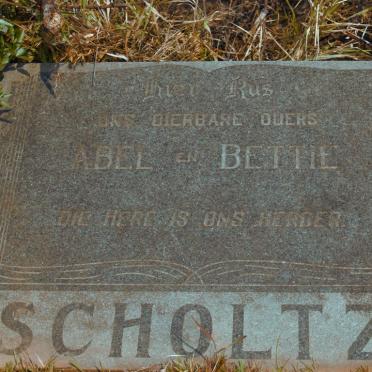 Hier Rus
ONS DIERBARE OUERS
ABEL EN BETTIE
DIE HERE IS ONS HERDER
SCHOLTZ